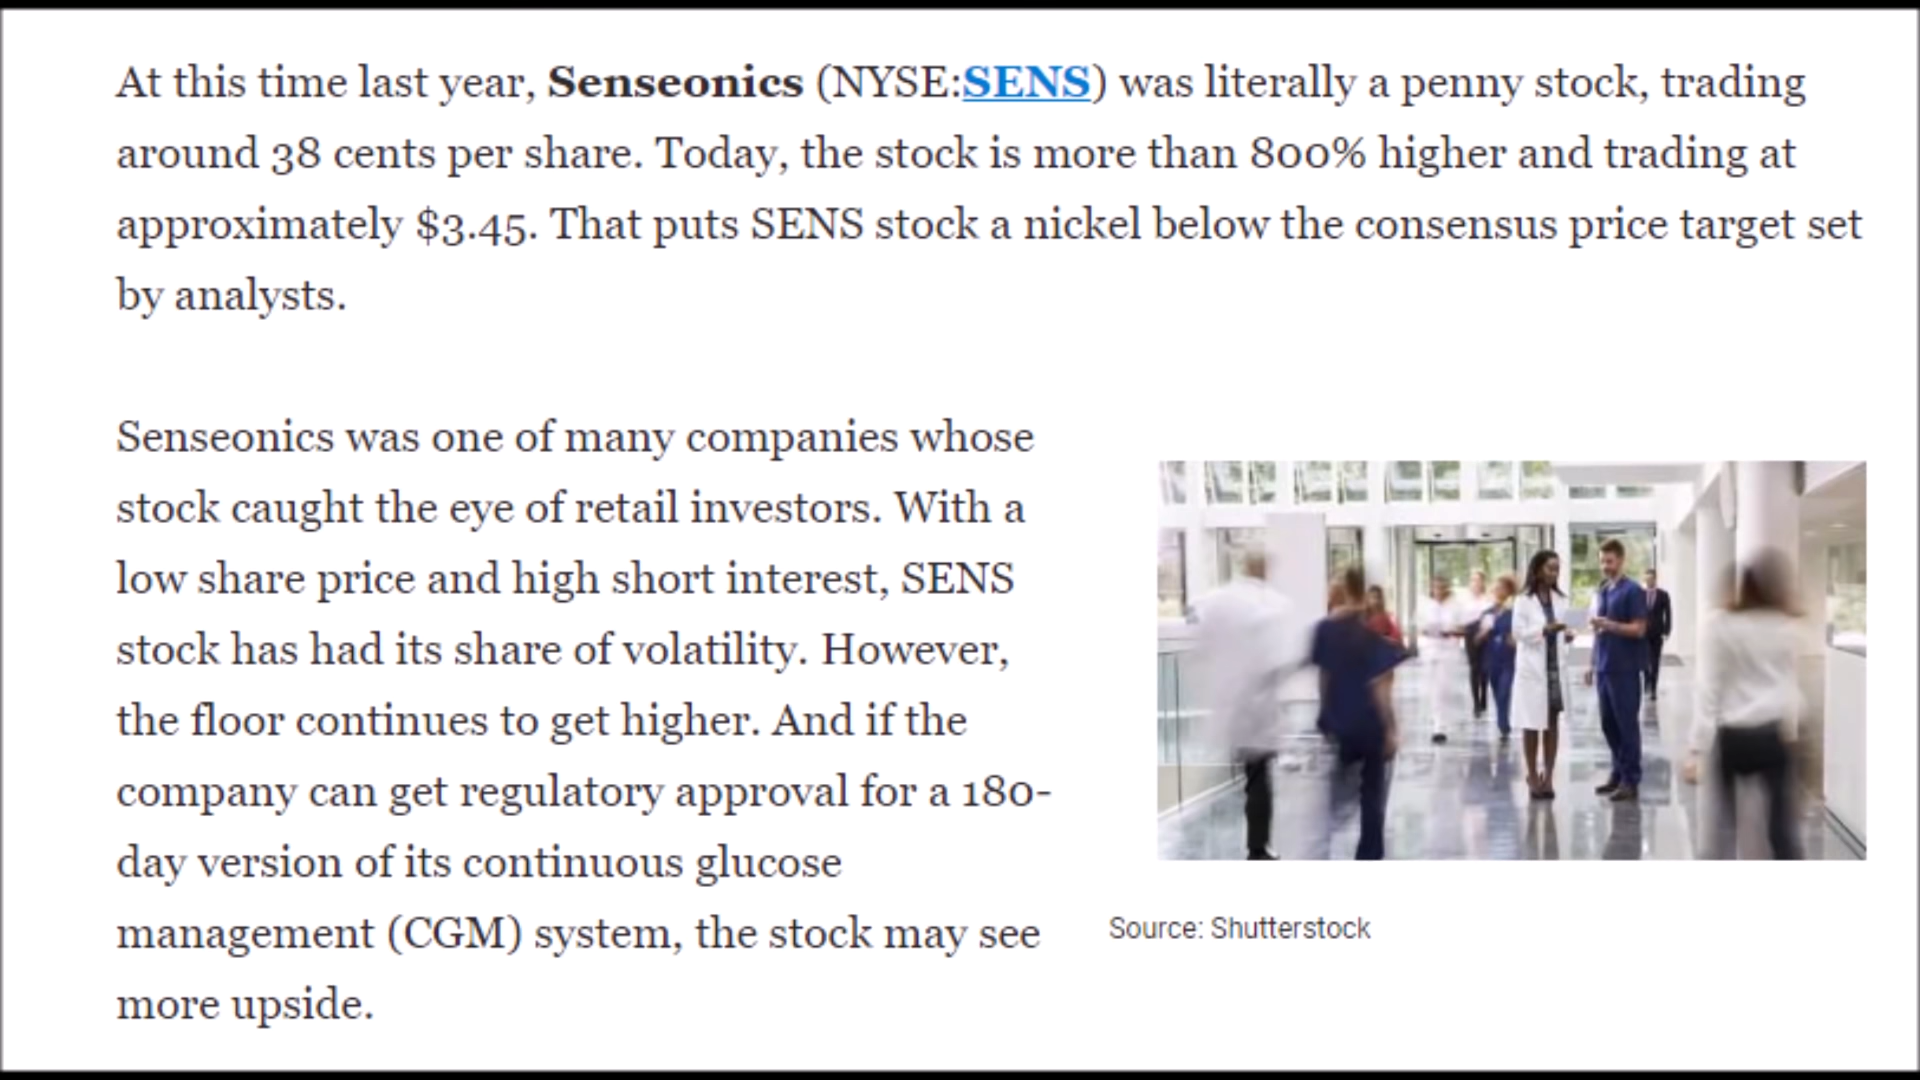 At this time last year, Senseonics (NYSE:SENS) was literally a penny stock, trading
around 38 cents per share. Today, the stock is more than 800% higher and trading at
approximately $3.45. That puts SENS stock a nickel below the consensus price target set
by analysts.
Senseonics was one of many companies whose
stock caught the eye of retail investors. With a
low share price and high short interest, SENS
stock has had its share of volatility. However,
the floor continues to get higher. And if the
company can get regulatory approval for a 180-
day version of its continuous glucose
management (CGM) system, the stock may see
more upside.
Source: Shutterstock